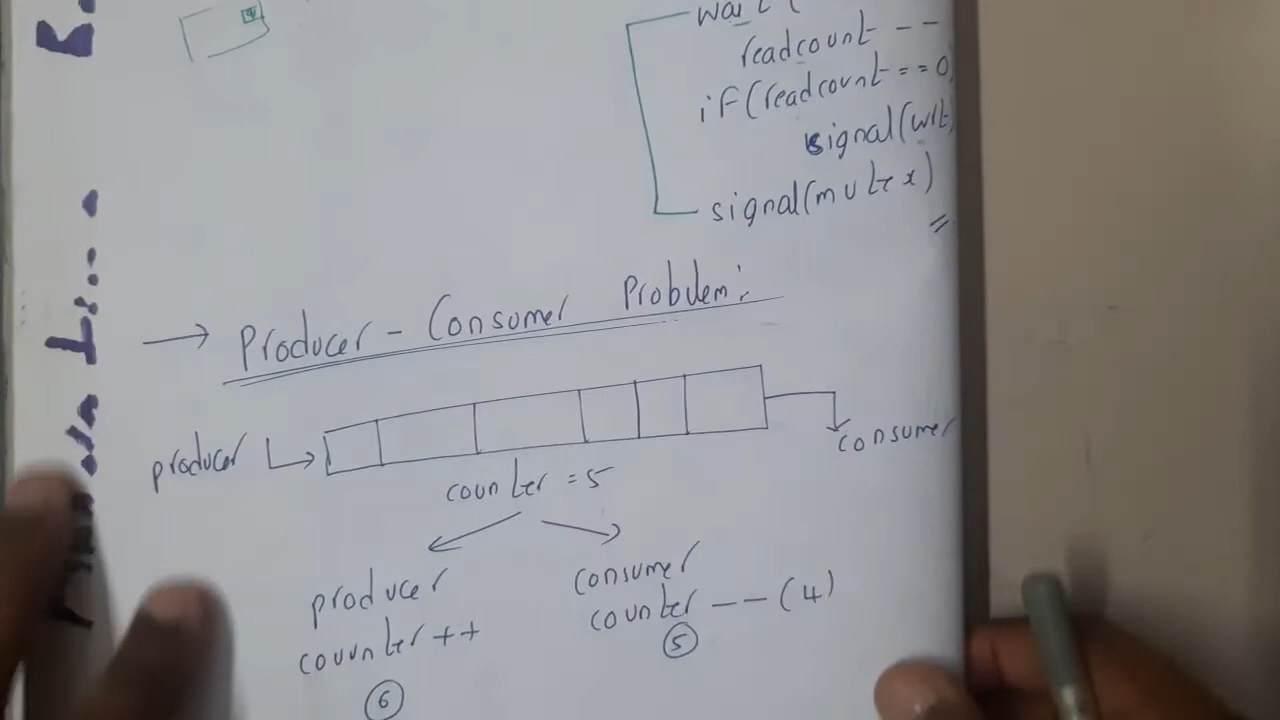 wait(
readcount --
if(readcount == 0)
signal(wrt)
signal(mutex)
→ Producer - Consumer Problem:
producer
consumer
counter = 5
producer consumer
counter ++ counter -- (4)
6 5